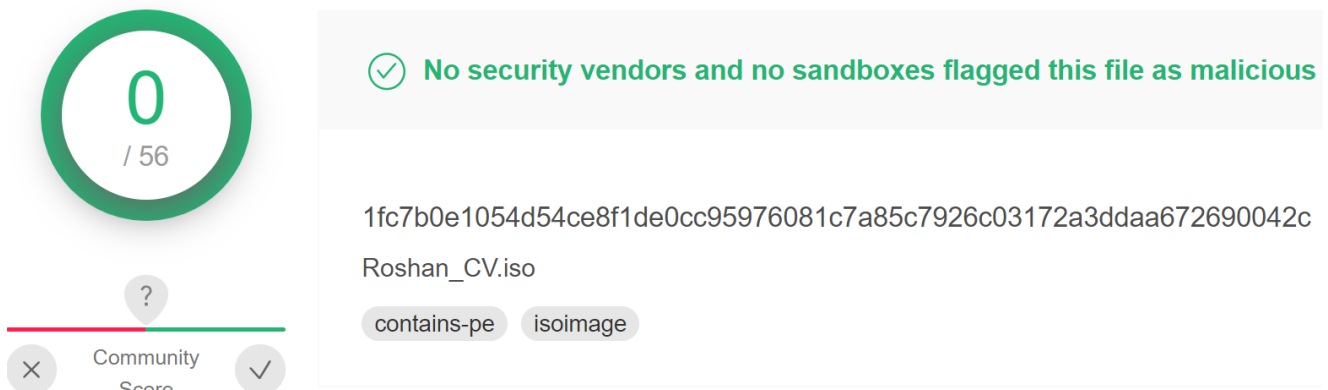 0
/ 56
?
Community
Score
No security vendors and no sandboxes flagged this file as malicious
1fc7b0e1054d54ce8f1de0cc95976081c7a85c7926c03172a3ddaa672690042c
Roshan_CV.iso
contains-pe isoimage